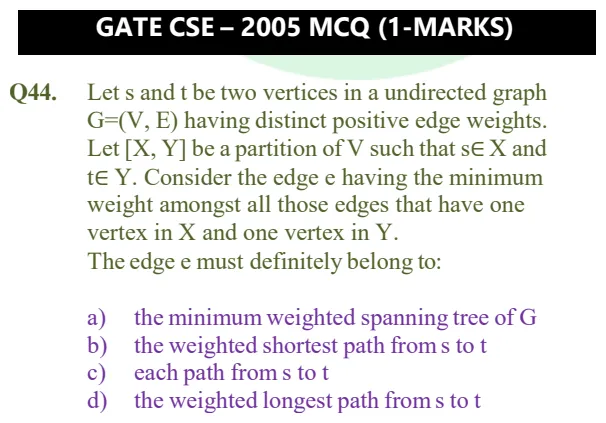 GATE CSE – 2005 MCQ (1-MARKS)
Q44. Let s and t be two vertices in a undirected graph
G=(V, E) having distinct positive edge weights.
Let [X, Y] be a partition of V such that s∈ X and
t∈ Y. Consider the edge e having the minimum
weight amongst all those edges that have one
vertex in X and one vertex in Y.
The edge e must definitely belong to:
a) the minimum weighted spanning tree of G
b) the weighted shortest path from s to t
c) each path from s to t
d) the weighted longest path from s to t